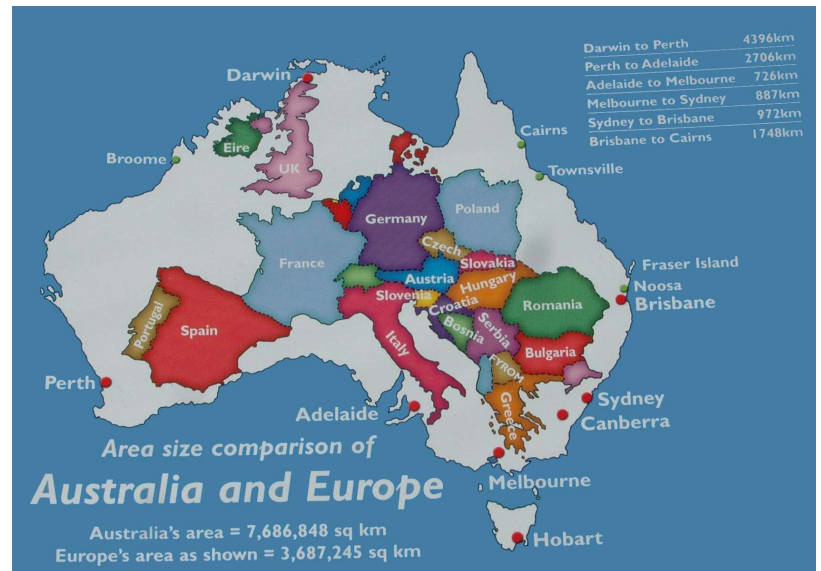 Darwin to Perth 4396km
Perth to Adelaide 2706km
Adelaide to Melbourne 726km
Melbourne to Sydney 887km
Sydney to Brisbane 972km
Brisbane to Cairns 1748km
Darwin
Cairns
Eire
Broome
UK
Townsville
Germany
Poland
Czech
France
Slovakia
Fraser Island
Austria
Hungary
Noosa
Slovenia
Croatia
Romania
Brisbane
Portugal
Spain
Italy
Bosnia
Serbia
Bulgaria
FYROM
Perth
Greece
Sydney
Adelaide
Canberra
Area size comparison of
Australia and Europe
Melbourne
Australia's area = 7,686,848 sq km
Europe's area as shown = 3,687,245 sq km
Hobart